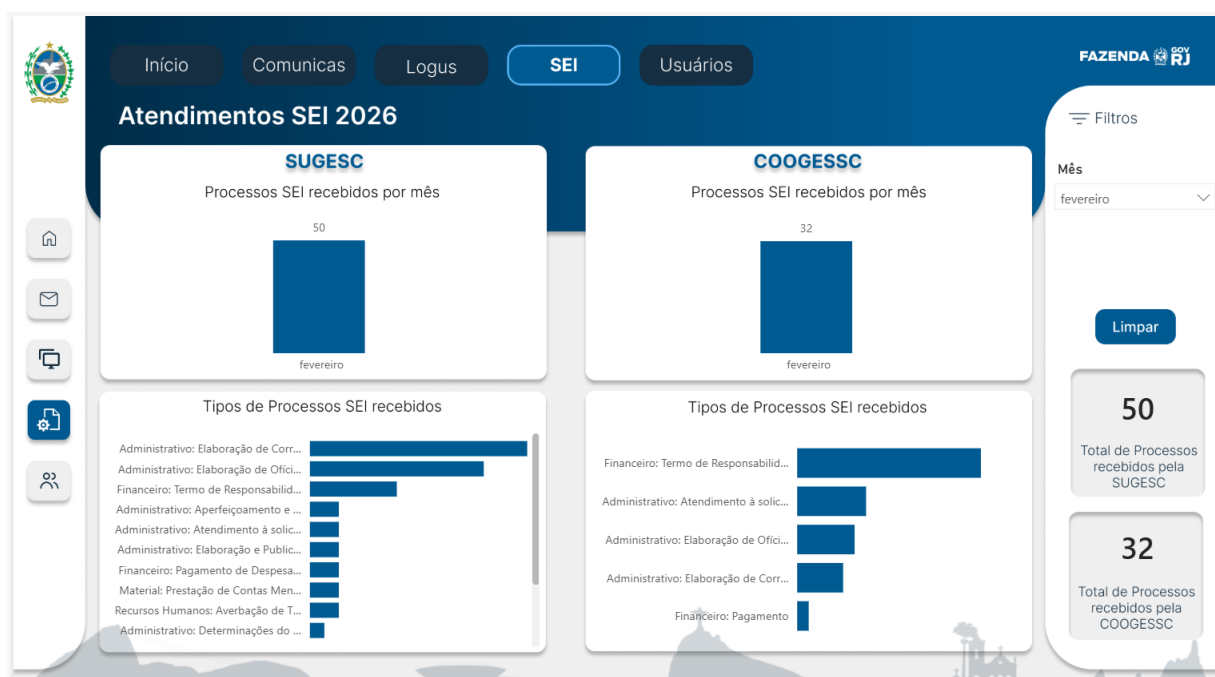 Início
Comunicas
Logus
SEI
Usuários
FAZENDA
GOV
RJ
Atendimentos SEI 2026
Filtros
Mês
fevereiro
Limpar
50
Total de Processos
recebidos pela
SUGESC
32
Total de Processos
recebidos pela
COOGESSC
SUGESC
Processos SEI recebidos por mês
50
fevereiro
COOGESSC
Processos SEI recebidos por mês
32
fevereiro
Tipos de Processos SEI recebidos
Administrativo: Elaboração de Corr...
Administrativo: Elaboração de Ofíci...
Financeiro: Termo de Responsabilid...
Administrativo: Aperfeiçoamento e ...
Administrativo: Atendimento à solic...
Administrativo: Elaboração e Public...
Financeiro: Pagamento de Despesa...
Material: Prestação de Contas Men...
Recursos Humanos: Averbação de T...
Administrativo: Determinações do ...
Tipos de Processos SEI recebidos
Financeiro: Termo de Responsabilid...
Administrativo: Atendimento à solic...
Administrativo: Elaboração de Ofíci...
Administrativo: Elaboração de Corr...
Financeiro: Pagamento